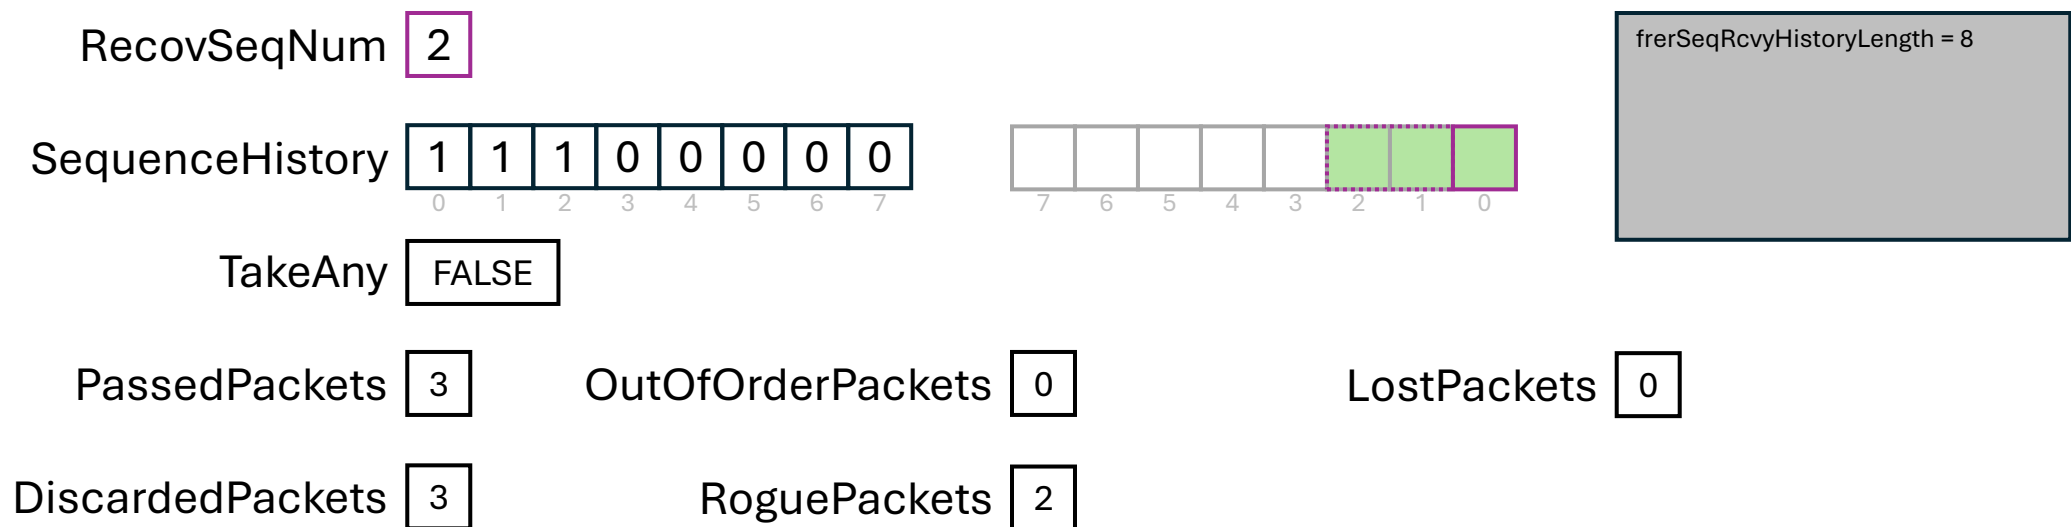 RecovSeqNum 2
frerSeqRcvyHistoryLength = 8
SequenceHistory 1 1 1 0 0 0 0 0
0 1 2 3 4 5 6 7
7 6 5 4 3 2 1 0
TakeAny FALSE
PassedPackets 3
OutOfOrderPackets 0
LostPackets 0
DiscardedPackets 3
RoguePackets 2